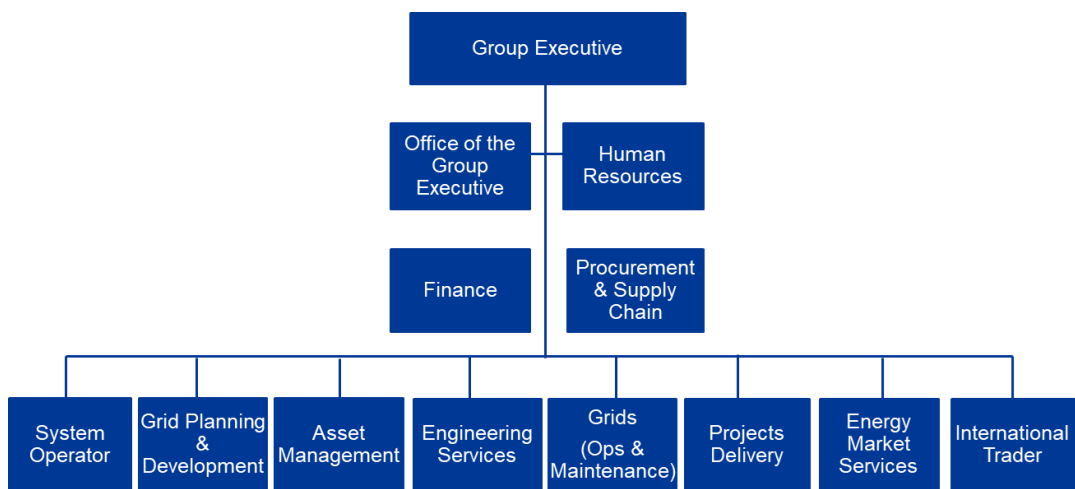 Group Executive
Office of the
Group
Executive
Human
Resources
Finance
Procurement
& Supply
Chain
System
Operator
Grid Planning
&
Development
Asset
Management
Engineering
Services
Grids
(Ops &
Maintenance)
Projects
Delivery
Energy
Market
Services
International
Trader